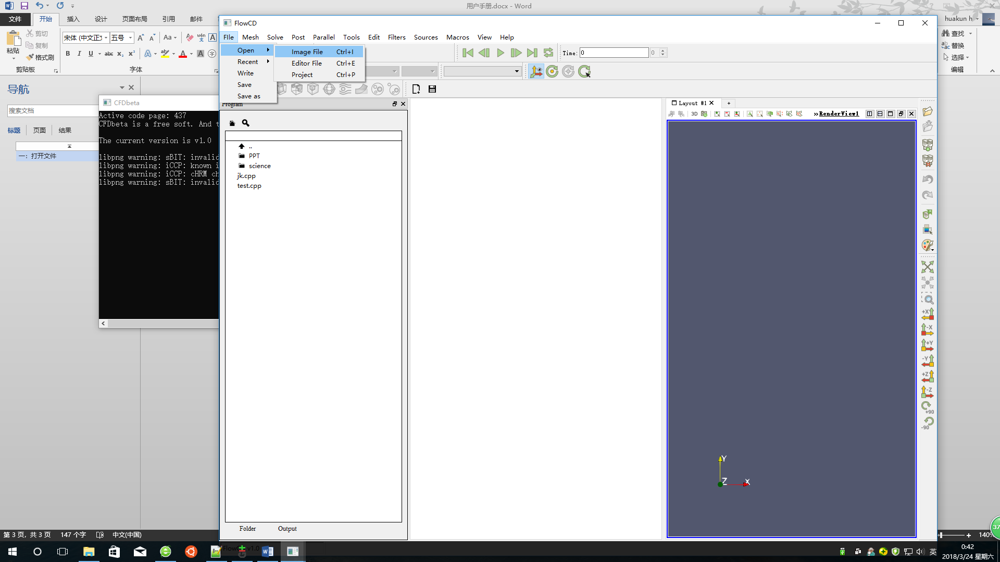 用户手册.docx - Word
文件 开始 插入 设计 页面布局 引用 邮件
huakun h
剪切
复制
格式刷
粘贴
剪贴板
宋体 (中文正 五号
字体
查找
替换
选择
编辑
导航
搜索文档
标题 页面 结果
一: 打开文件
CFDbeta
Active code page: 437
CFDbeta is a free soft. And t
The current version is v1.0
libpng warning: sBIT: invalid
libpng warning: iCCP: known i
libpng warning: iCCP: cHRM ch
libpng warning: sBIT: invalid
FlowCD
FIle Mesh Solve Post Parallel Tools Edit Filters Sources Macros View Help
Open
Recent
Write
Save
Save as
Image File Ctrl+I
Editor File Ctrl+E
Project Ctrl+P
Time: 0 0
Program
..
PPT
science
jk.cpp
test.cpp
Folder Output
Layout #1 +
3D
»RenderView1
+X
-X
+Y
-Y
+Z
-Z
+90
-90
Y
Z X
第 3 页, 共 3 页 147 个字 中文(中国)
140%
37
v1.0
英
0:42
2018/3/24 星期六